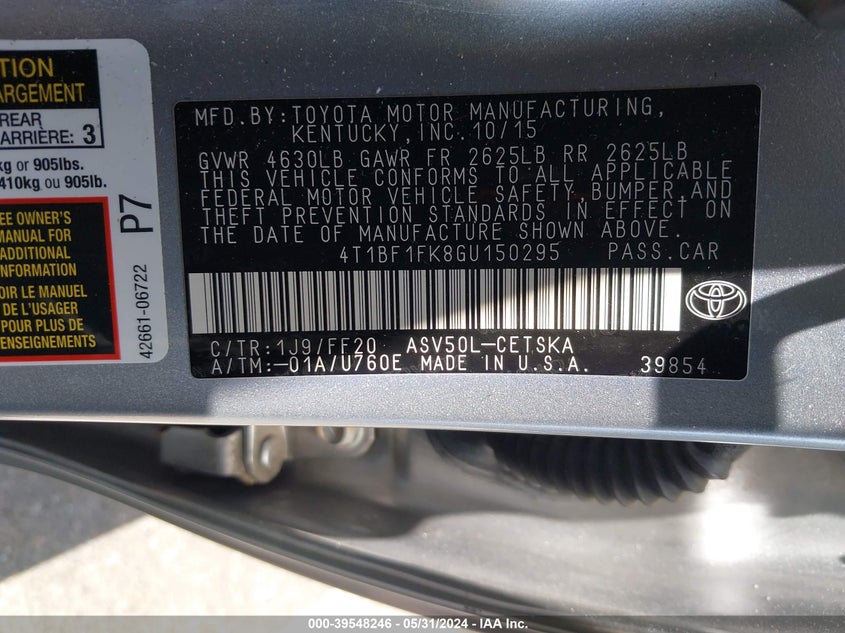 TION
ARGEMENT
REAR
ARRIÈRE: 3
kg or 905lbs.
410kg ou 905lb.
EE OWNER'S
MANUAL FOR
ADDITIONAL
INFORMATION
OIR LE MANUEL
DE L'USAGER
POUR PLUS DE
ENSEIGNEMENTS
P7
42661-06722
MFD.BY:TOYOTA MOTOR MANUFACTURING,
KENTUCKY, INC. 10/15
GVWR 4630LB GAWR FR 2625LB RR 2625LB
THIS VEHICLE CONFORMS TO ALL APPLICABLE
FEDERAL MOTOR VEHICLE SAFETY,BUMPER,AND
THEFT PREVENTION STANDARDS IN EFFECT ON
THE DATE OF MANUFACTURE SHOWN ABOVE.
4T1BF1FK8GU150295 PASS.CAR
C/TR:1J9/FF20 ASV50L-CETSKA
A/TM:-01A/U760E MADE IN U.S.A. 39854
000-39548246 - 05/31/2024 - IAA Inc.